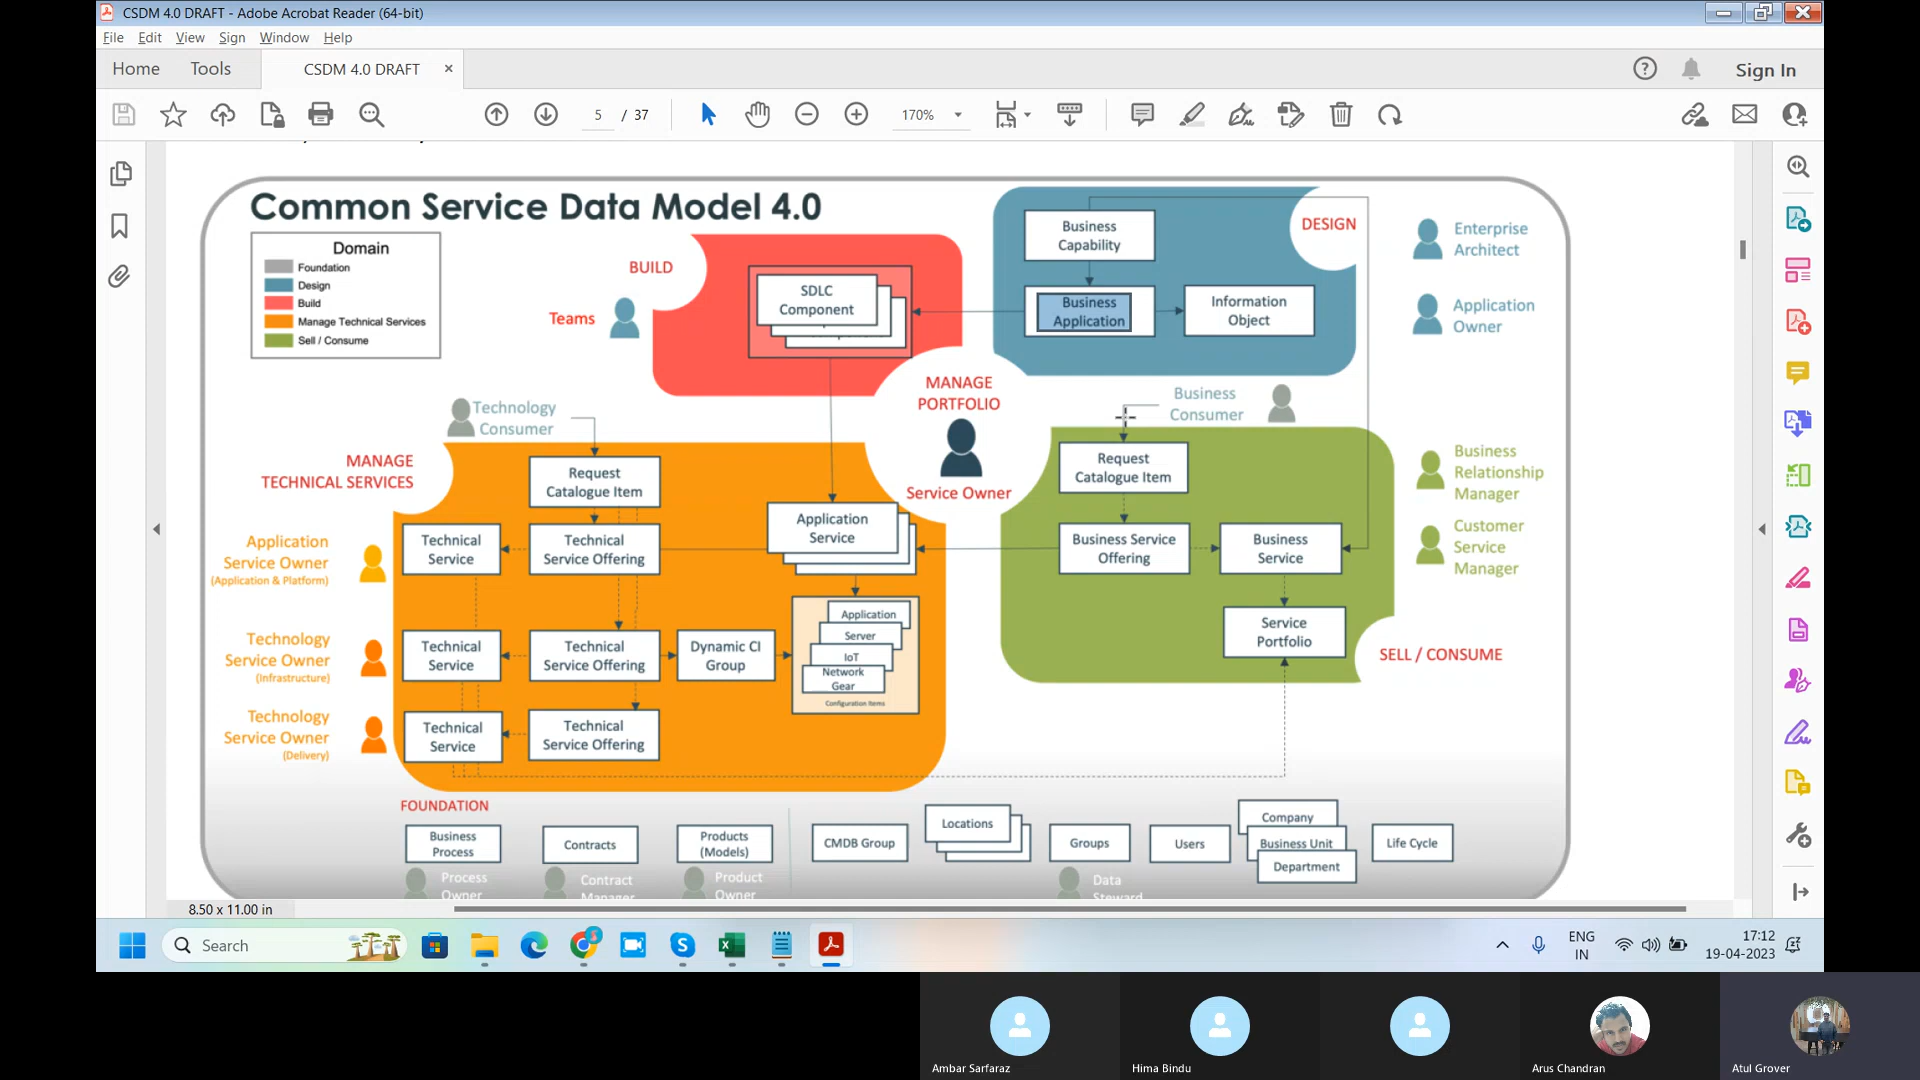 CSDM 4.0 DRAFT - Adobe Acrobat Reader (64-bit)
File Edit View Sign Window Help
Home Tools CSDM 4.0 DRAFT × Sign In
5 / 37 170%
Common Service Data Model 4.0
Domain
Foundation
Design
Build
Manage Technical Services
Sell / Consume
BUILD
Teams
SDLC
Component
Business
Capability
Business
Application
Information
Object
DESIGN
Enterprise
Architect
Application
Owner
MANAGE
PORTFOLIO
Service Owner
Technology
Consumer
Business
Consumer
MANAGE
TECHNICAL SERVICES
Request
Catalogue Item
Application
Service
Technical
Service
Technical
Service Offering
Application
Service Owner
(Application & Platform)
Technology
Service Owner
(Infrastructure)
Technical
Service
Technical
Service Offering
Dynamic CI
Group
Application
Server
IoT
Network
Gear
Configuration Items
Technology
Service Owner
(Delivery)
Technical
Service
Technical
Service Offering
Request
Catalogue Item
Business Service
Offering
Business
Service
Service
Portfolio
SELL / CONSUME
Business
Relationship
Manager
Customer
Service
Manager
FOUNDATION
Business
Process
Contracts
Products
(Models)
CMDB Group
Locations
Groups
Users
Company
Business Unit
Department
Life Cycle
Process
Owner
Contract
Manager
Product
Owner
Data
Steward
8.50 x 11.00 in
Search
ENG
IN
17:12
19-04-2023
Ambar Sarfaraz
Hima Bindu
Arus Chandran
Atul Grover